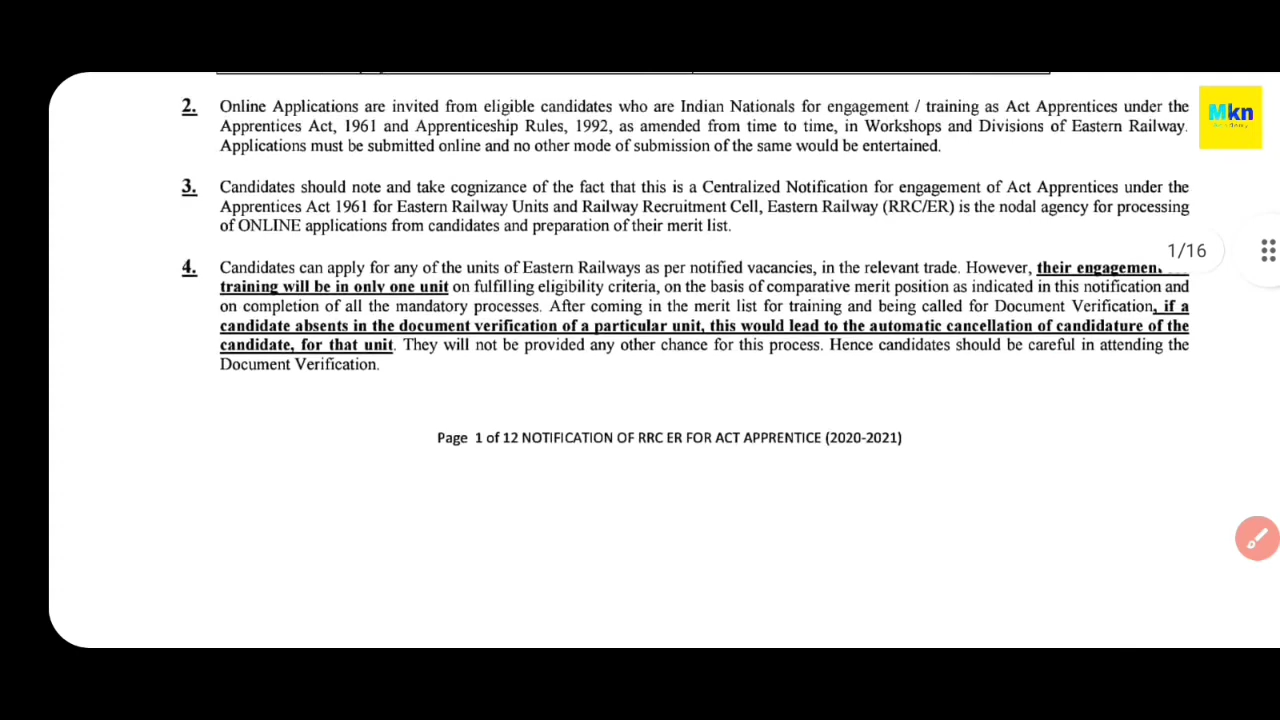 2. Online Applications are invited from eligible candidates who are Indian Nationals for engagement / training as Act Apprentices under the
Apprentices Act, 1961 and Apprenticeship Rules, 1992, as amended from time to time, in Workshops and Divisions of Eastern Railway.
Applications must be submitted online and no other mode of submission of the same would be entertained.
Mkn
3. Candidates should note and take cognizance of the fact that this is a Centralized Notification for engagement of Act Apprentices under the
Apprentices Act 1961 for Eastern Railway Units and Railway Recruitment Cell, Eastern Railway (RRC/ER) is the nodal agency for processing
of ONLINE applications from candidates and preparation of their merit list.
1/16
4. Candidates can apply for any of the units of Eastern Railways as per notified vacancies, in the relevant trade. However, their
training will be in only one unit on fulfilling eligibility criteria, on the basis of comparative merit position as indicated in this notification and
on completion of all the mandatory processes. After coming in the merit list for training and being called for Document Verification, if a
candidate absents in the document verification of a particular unit, this would lead to the automatic cancellation of candidature of the
candidate, for that unit. They will not be provided any other chance for this process. Hence candidates should be careful in attending the
Document Verification.
Page 1 of 12 NOTIFICATION OF RRC ER FOR ACT APPRENTICE (2020-2021)